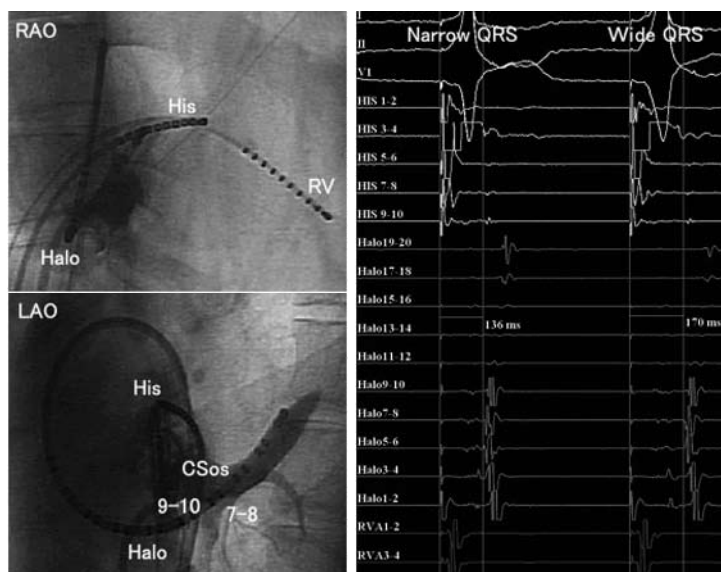 RAO
His
RV
Halo
LAO
His
CSos
9-10
7-8
Halo
I
Narrow QRS Wide QRS
II
V1
HIS 1-2
HIS 3-4
HIS 5-6
HIS 7-8
HIS 9-10
Halo19-20
Halo17-18
Halo15-16
136 ms 170 ms
Halo13-14
Halo11-12
Halo9-10
Halo7-8
Halo5-6
Halo3-4
Halo1-2
RVA1-2
RVA3-4